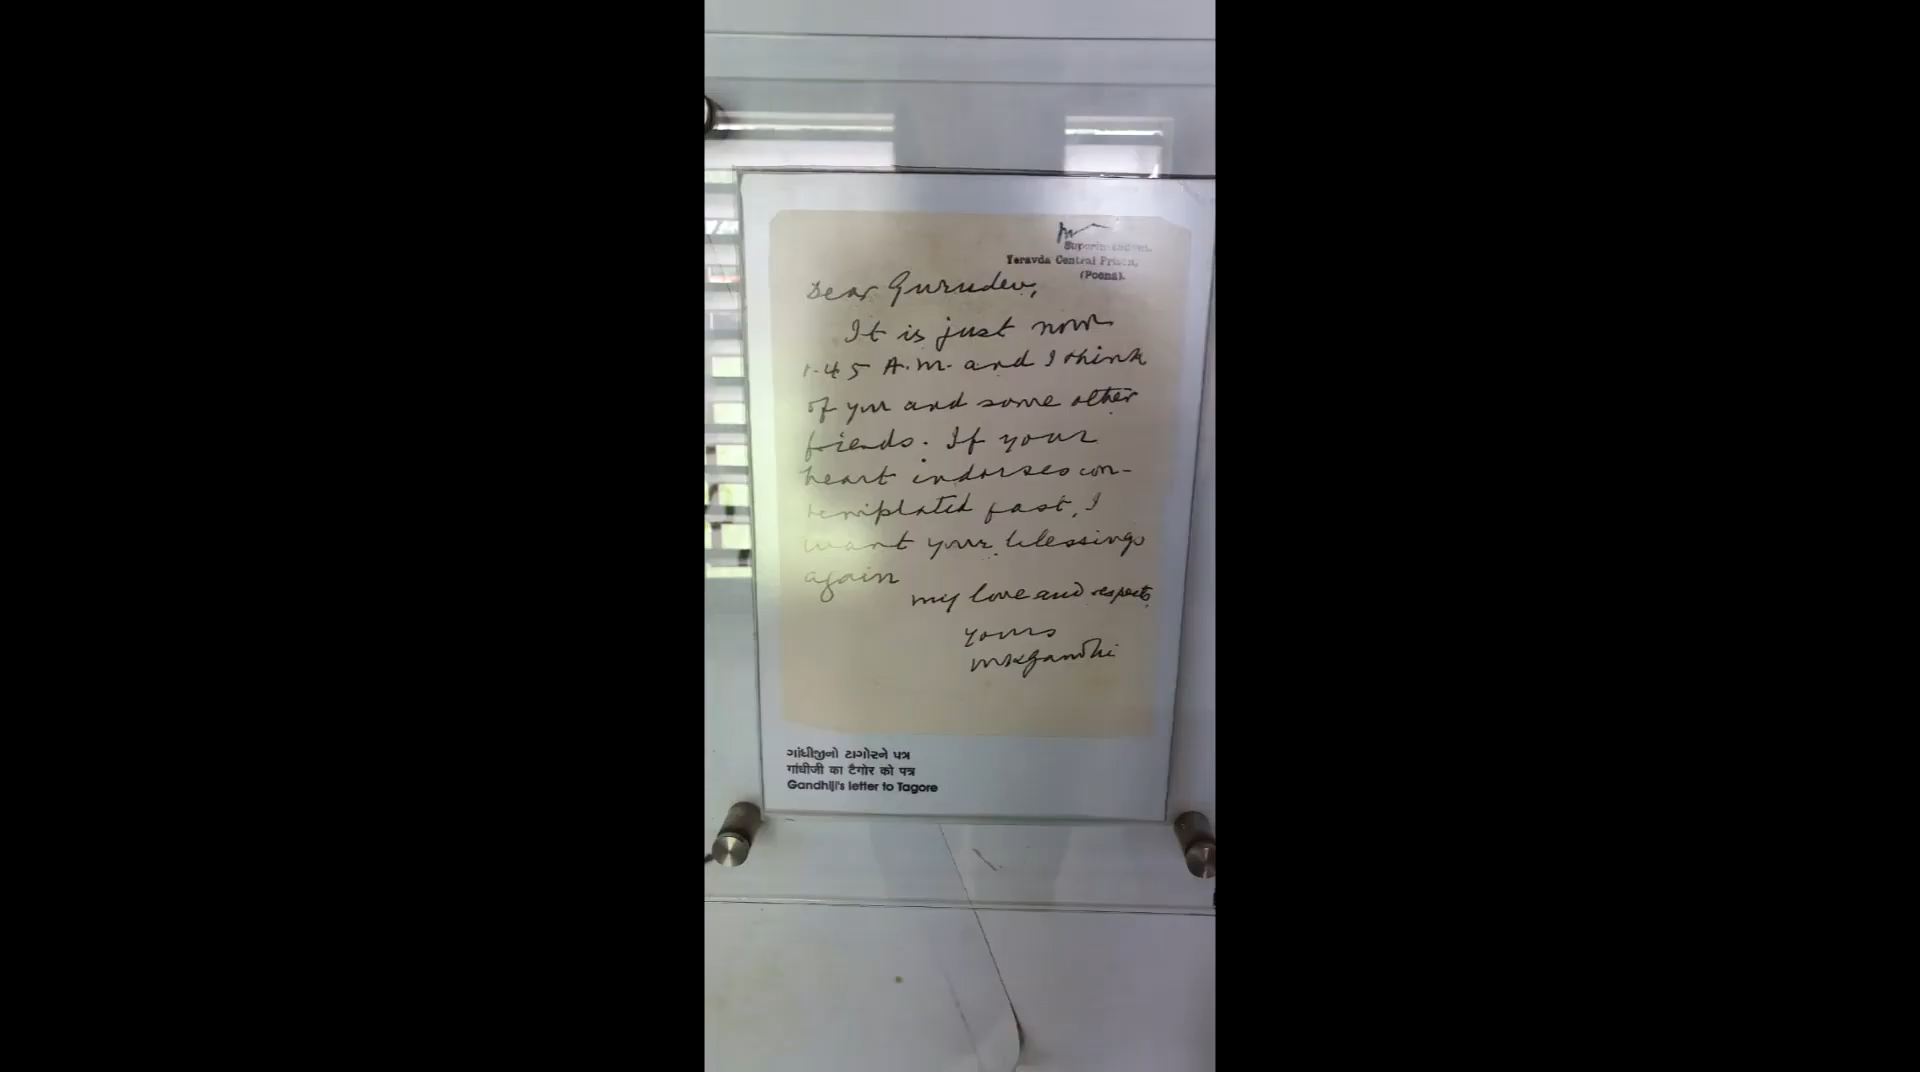 Superintendent,
Yeravda Central Prison,
(Poona).
Dear Gurudev,
It is just now
1.45 A.M. and I think
of you and some other
friends. If your
heart indorses con-
templated fast, I
want your blessings
again
my love and respects
yours
mkgandhi
ગાંધીજીનો ટાગોરને પત્ર
गांधीजी का टैगोर को पत्र
Gandhiji's letter to Tagore